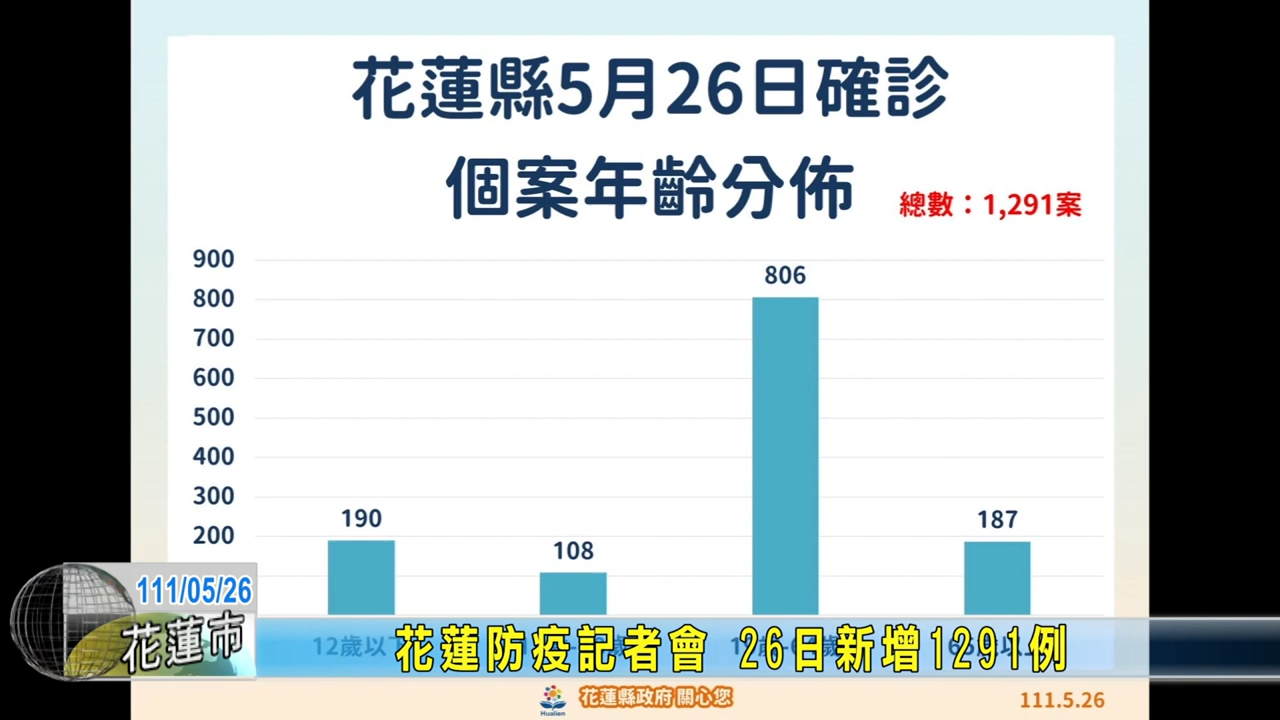 花蓮縣5月26日確診
個案年齡分佈
總數：1,291案
900
800
700
600
500
400
300
200
190
108
806
187
12歲以
111/05/26
花蓮市
花蓮防疫記者會 26日新增1291例
Hualien
花蓮縣政府 關心您
111.5.26